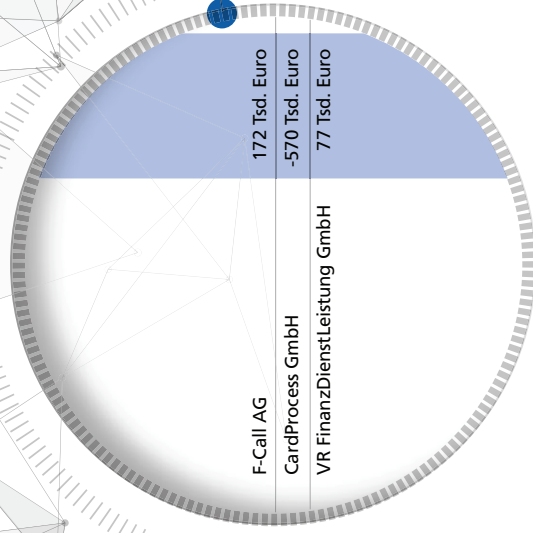 F-Call AG 172 Tsd. Euro
CardProcess GmbH -570 Tsd. Euro
VR FinanzDienstLeistung GmbH 77 Tsd. Euro